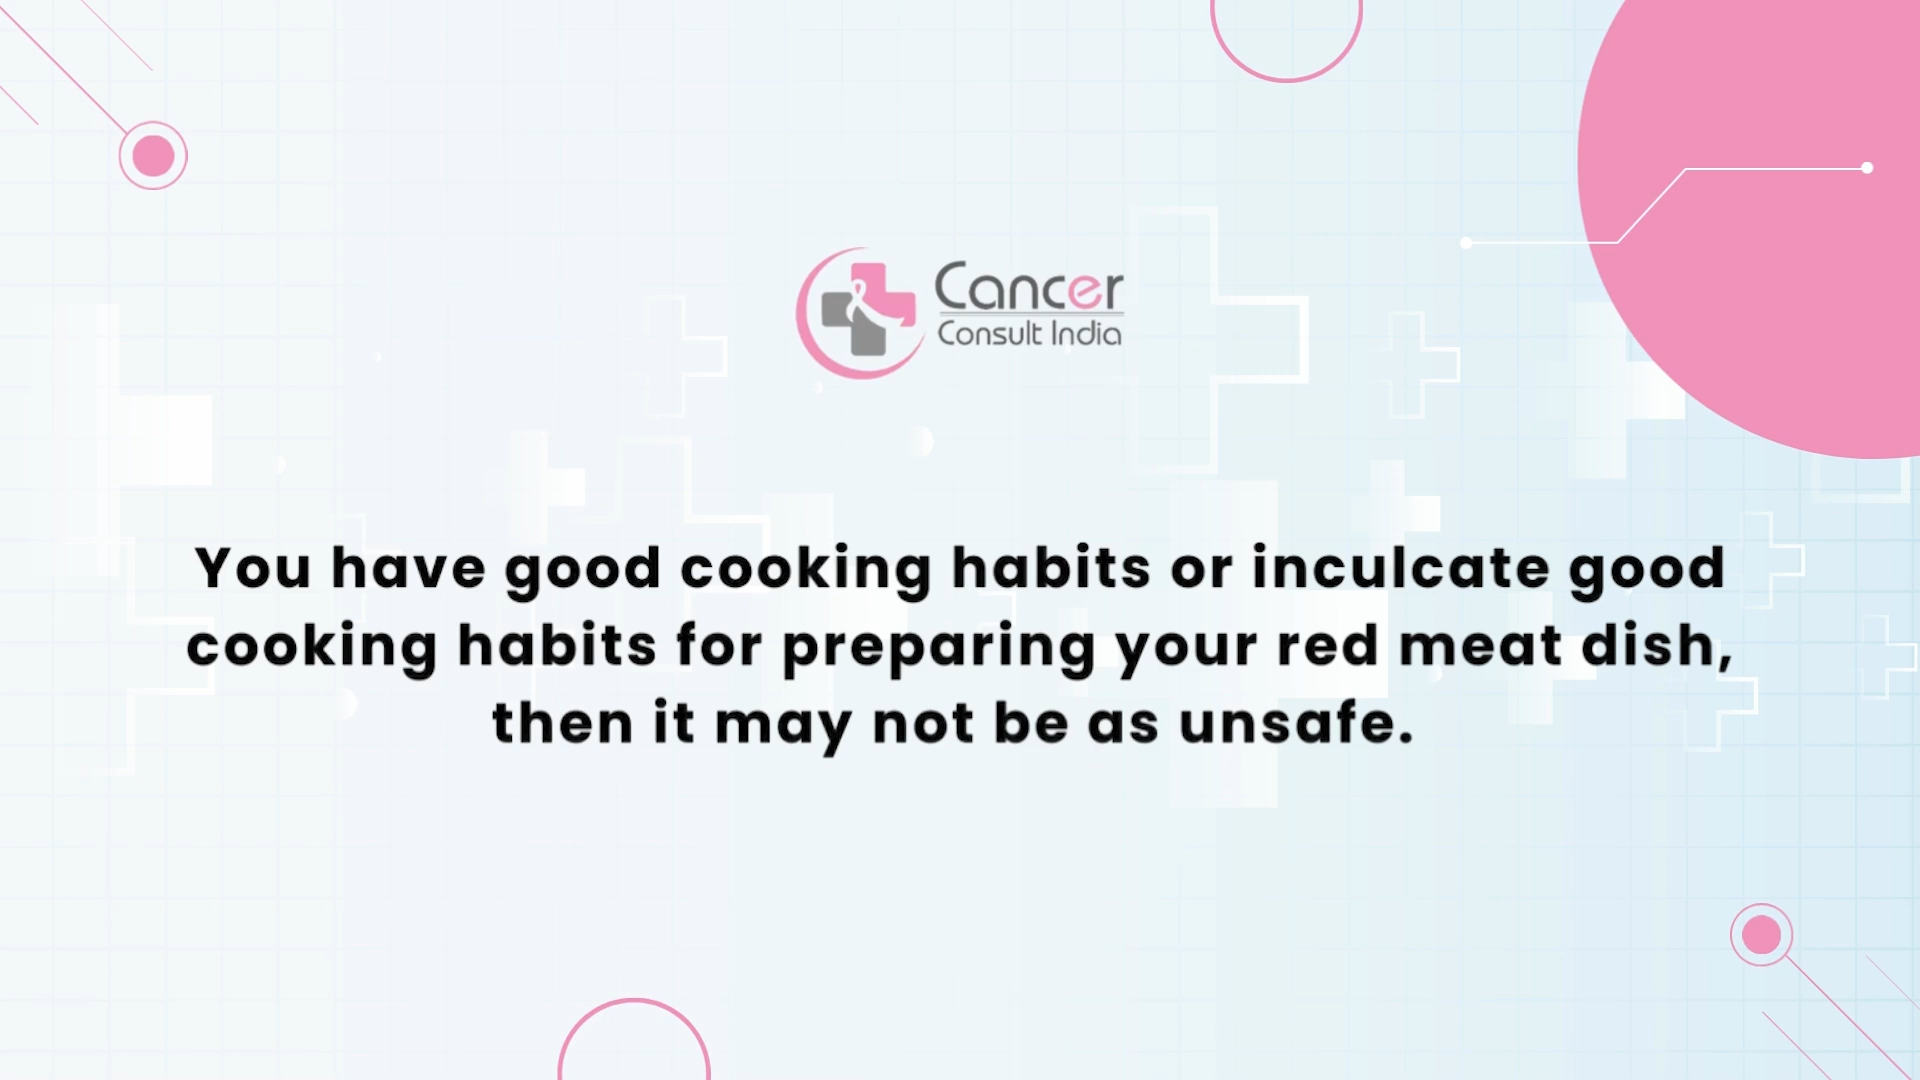 Cancer
Consult India
You have good cooking habits or inculcate good
cooking habits for preparing your red meat dish,
then it may not be as unsafe.